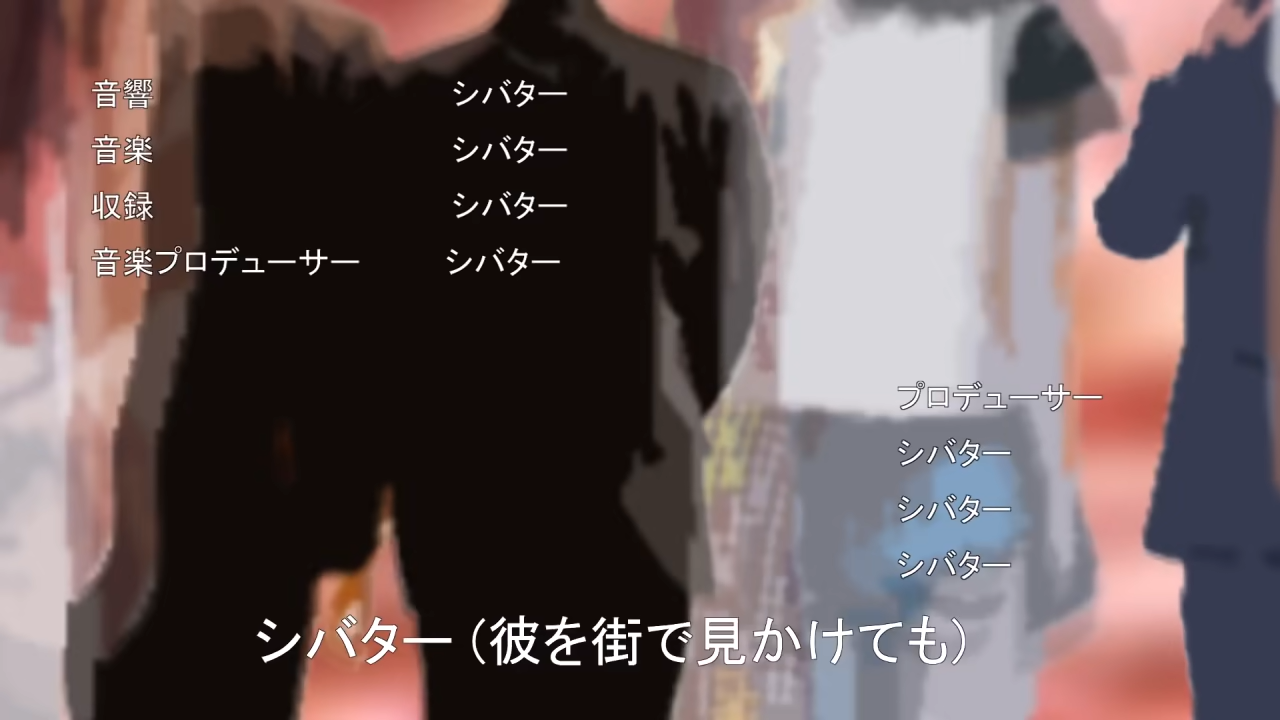 音響 シバター
音楽 シバター
収録 シバター
音楽プロデューサー シバター
プロデューサー
シバター
シバター
シバター
シバター（彼を街で見かけても）